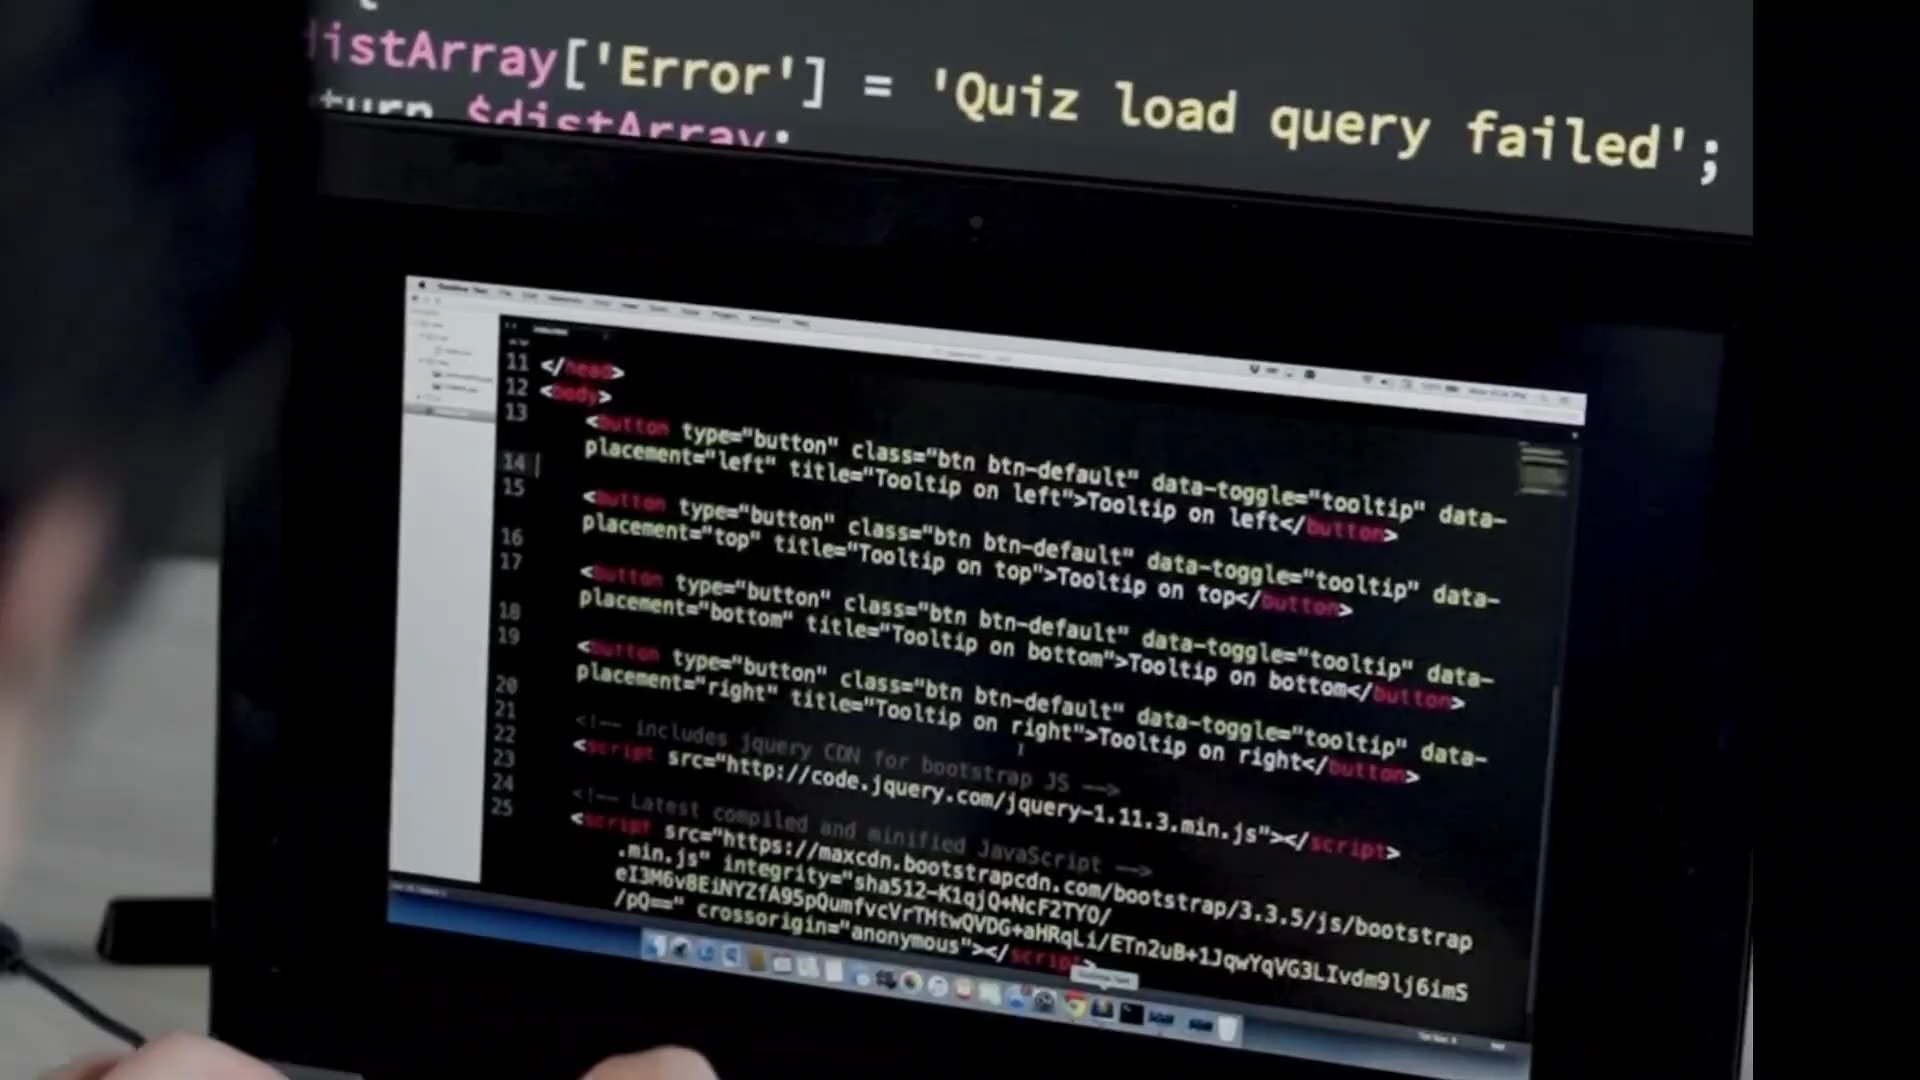 distArray['Error'] = 'Quiz load query failed';
return $distArray;
11 </head>
12 <body>
13
<button type="button" class="btn btn-default" data-toggle="tooltip" data-
placement="left" title="Tooltip on left">Tooltip on left</button>
14
15
<button type="button" class="btn btn-default" data-toggle="tooltip" data-
placement="top" title="Tooltip on top">Tooltip on top</button>
16
17
<button type="button" class="btn btn-default" data-toggle="tooltip" data-
placement="bottom" title="Tooltip on bottom">Tooltip on bottom</button>
18
19
<button type="button" class="btn btn-default" data-toggle="tooltip" data-
placement="right" title="Tooltip on right">Tooltip on right</button>
20
21
22 <!-- includes jquery CDN for bootstrap JS -->
23 <script src="http://code.jquery.com/jquery-1.11.3.min.js"></script>
24 <!-- Latest compiled and minified JavaScript -->
25 <script src="https://maxcdn.bootstrapcdn.com/bootstrap/3.3.5/js/bootstrap
.min.js" integrity="sha512-K1qjQ+NcF2TYO/
eI3M6v8EiNYZfA95pQumfvcVrTHtwQVDG+aHRqLi/ETn2uB+1JqwYqVG3LIvdm9lj6imS
/pQ==" crossorigin="anonymous"></script>